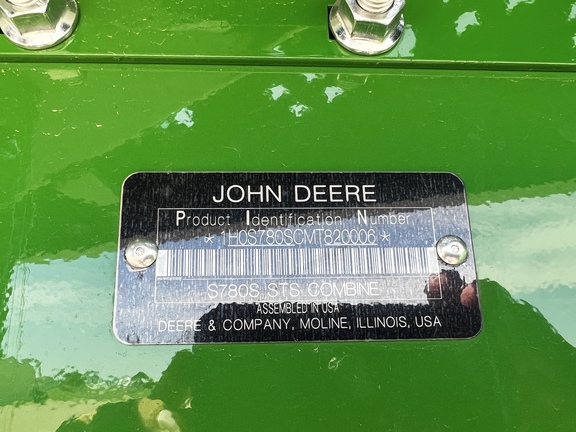 JOHN DEERE
Product Identification Number
*1H0S780SCMT820006*
S780S STS COMBINE
ASSEMBLED IN USA
DEERE & COMPANY, MOLINE, ILLINOIS, USA